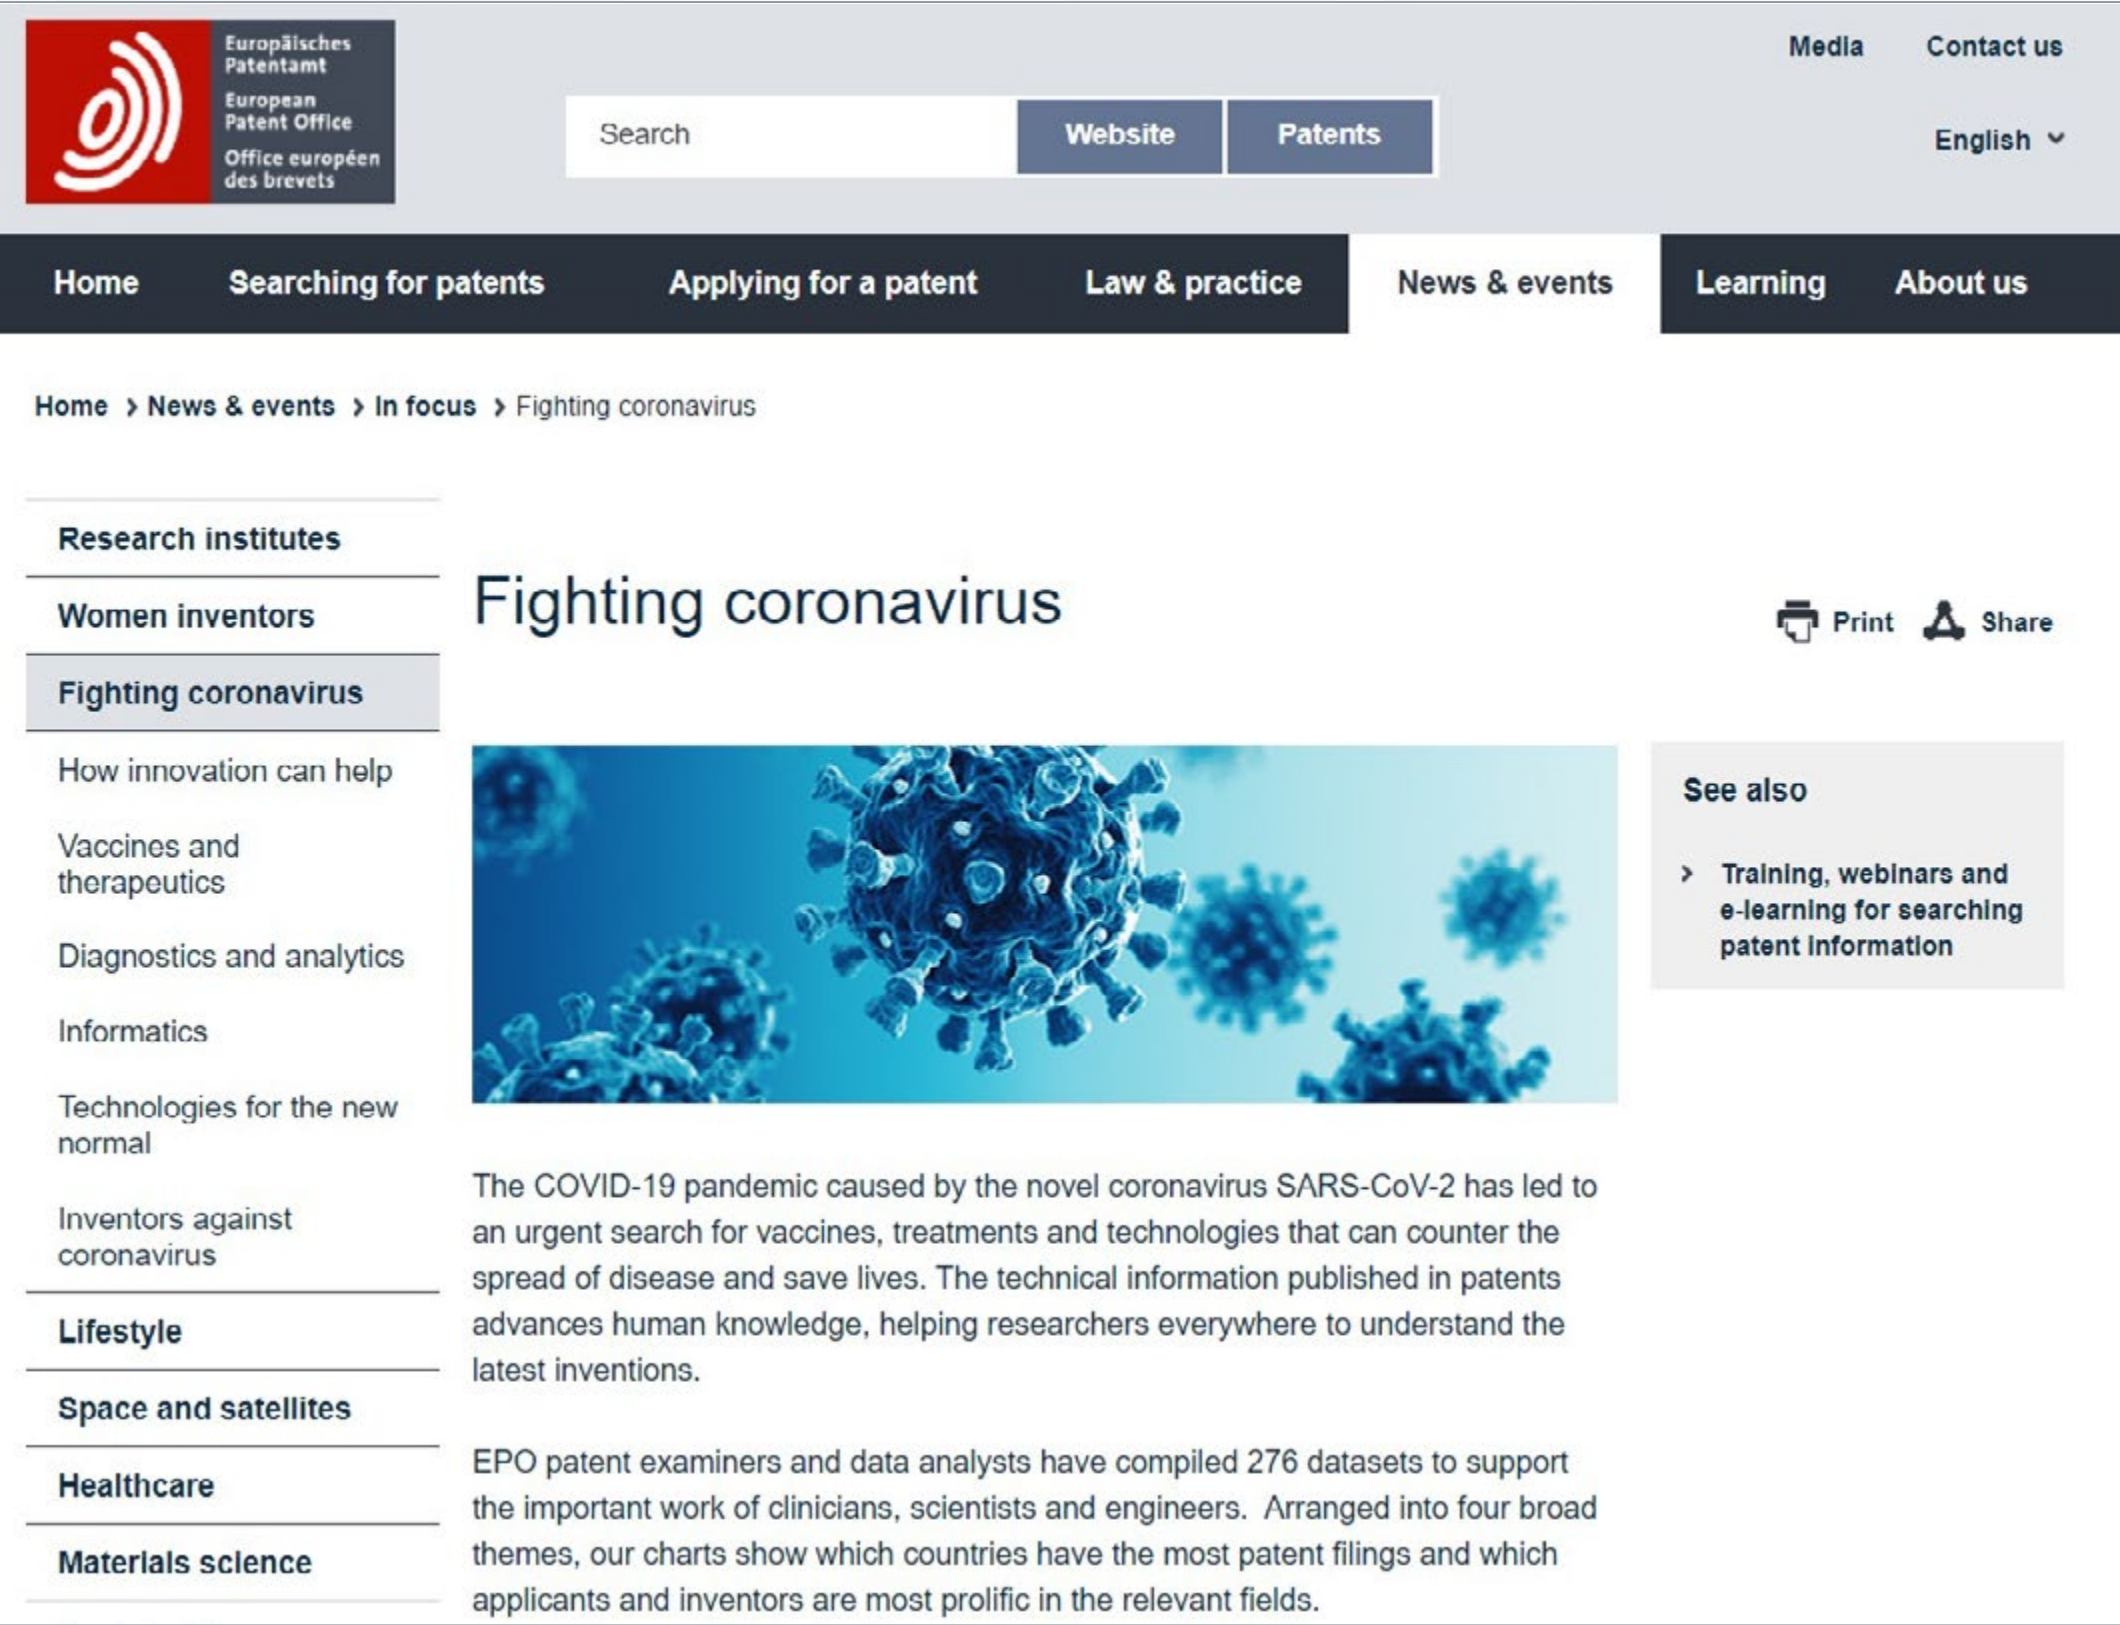 Europäisches
Patentamt
European
Patent Office
Office européen
des brevets
Media
Contact us
Search
Website
Patents
English
Home
Searching for patents
Applying for a patent
Law & practice
News & events
Learning
About us
Home > News & events > In focus > Fighting coronavirus
Research institutes
Women inventors
Fighting coronavirus
How innovation can help
Vaccines and
therapeutics
Diagnostics and analytics
Informatics
Technologies for the new
normal
Inventors against
coronavirus
Lifestyle
Space and satellites
Healthcare
Materials science
Fighting coronavirus
Print
Share
The COVID-19 pandemic caused by the novel coronavirus SARS-CoV-2 has led to
an urgent search for vaccines, treatments and technologies that can counter the
spread of disease and save lives. The technical information published in patents
advances human knowledge, helping researchers everywhere to understand the
latest inventions.
EPO patent examiners and data analysts have compiled 276 datasets to support
the important work of clinicians, scientists and engineers.  Arranged into four broad
themes, our charts show which countries have the most patent filings and which
applicants and inventors are most prolific in the relevant fields.
See also
> Training, webinars and
e-learning for searching
patent information